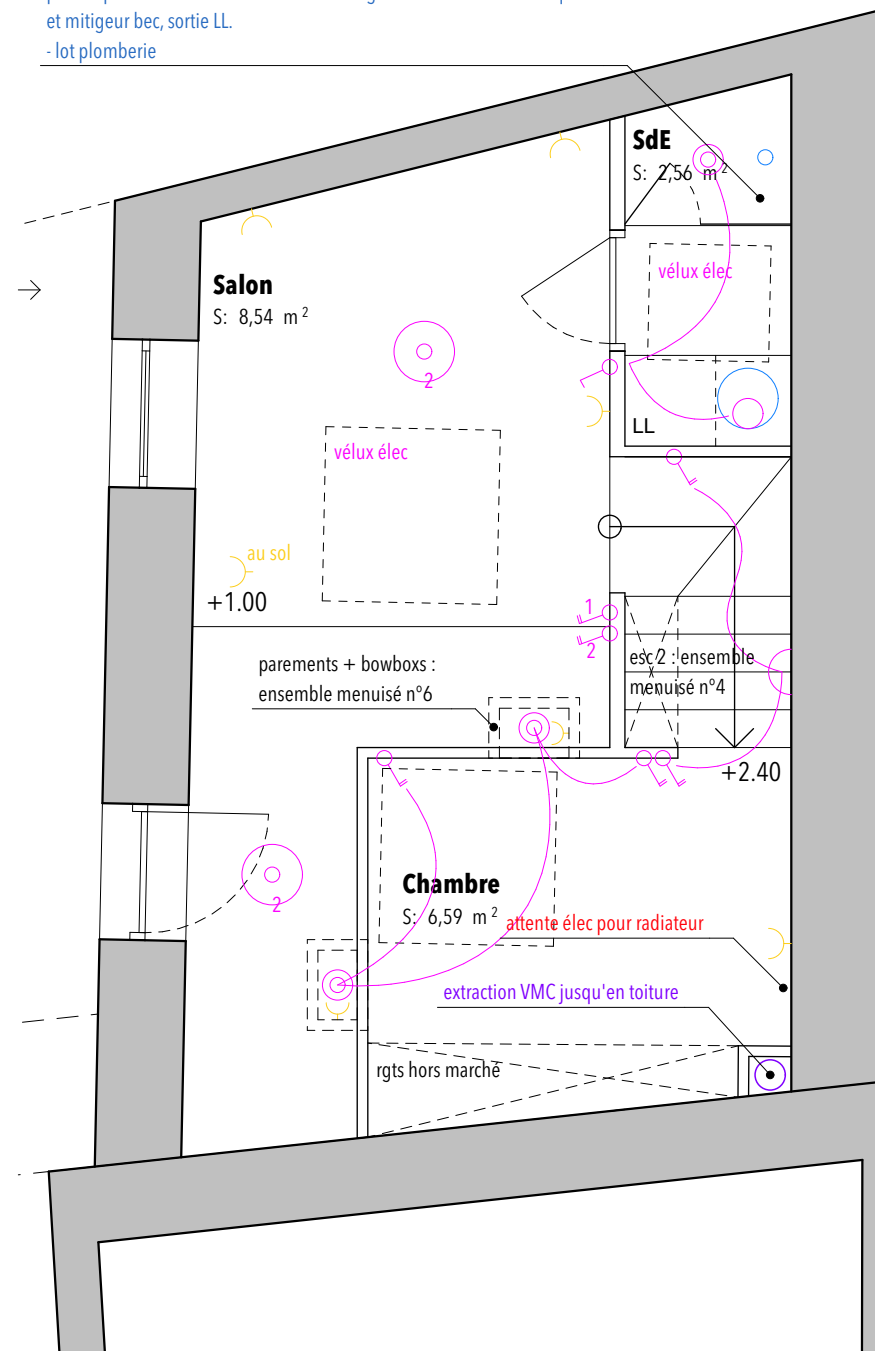 et mitigeur bec, sortie LL.
- lot plomberie
SdE
S: 2,56 m²
vélux élec
Salon
S: 8,54 m²
2
vélux élec
LL
au sol
+1.00
1
2
parements + bowboxs :
ensemble menuisé n°6
esc 2 : ensemble
menuisé n°4
+2.40
Chambre
S: 6,59 m²
2
attente élec pour radiateur
extraction VMC jusqu'en toiture
rgts hors marché